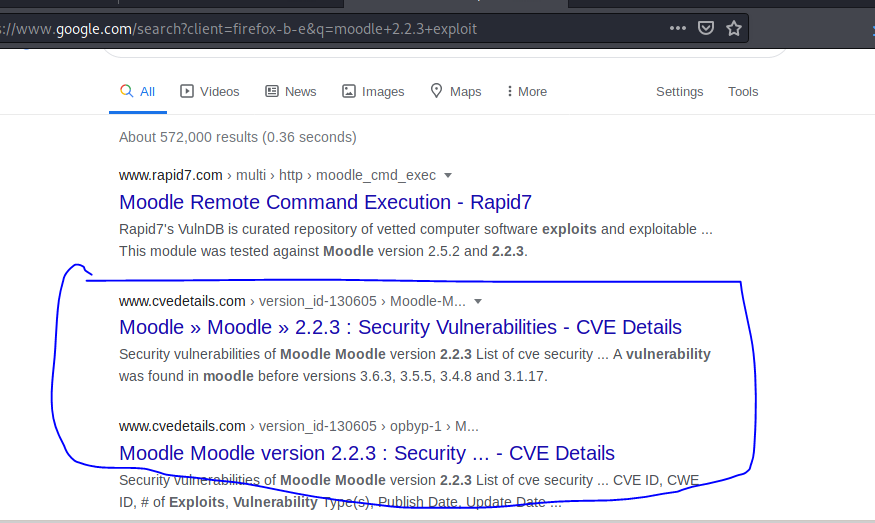 s://www.google.com/search?client=firefox-b-e&q=moodle+2.2.3+exploit
All Videos News Images Maps More Settings Tools
About 572,000 results (0.36 seconds)
www.rapid7.com › multi › http › moodle_cmd_exec
Moodle Remote Command Execution - Rapid7
Rapid7's VulnDB is curated repository of vetted computer software exploits and exploitable ...
This module was tested against Moodle version 2.5.2 and 2.2.3.
www.cvedetails.com › version_id-130605 › Moodle-M...
Moodle » Moodle » 2.2.3 : Security Vulnerabilities - CVE Details
Security vulnerabilities of Moodle Moodle version 2.2.3 List of cve security ... A vulnerability
was found in moodle before versions 3.6.3, 3.5.5, 3.4.8 and 3.1.17.
www.cvedetails.com › version_id-130605 › opbyp-1 › M...
Moodle Moodle version 2.2.3 : Security ... - CVE Details
Security vulnerabilities of Moodle Moodle version 2.2.3 List of cve security ... CVE ID, CWE
ID, # of Exploits, Vulnerability Type(s), Publish Date, Update Date ...